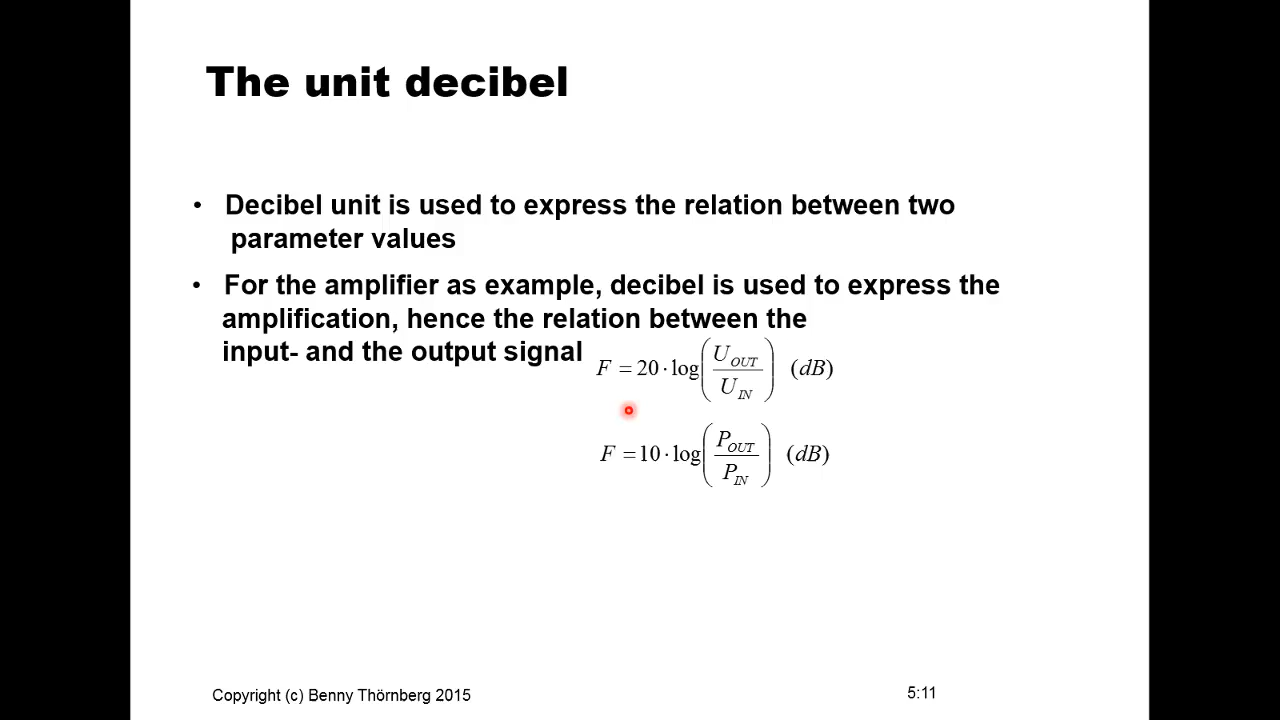 The unit decibel
• Decibel unit is used to express the relation between two
parameter values
• For the amplifier as example, decibel is used to express the
amplification, hence the relation between the
input- and the output signal
F = 20 · log(U_OUT / U_IN) (dB)
F = 10 · log(P_OUT / P_IN) (dB)
Copyright (c) Benny Thörnberg 2015
5:11